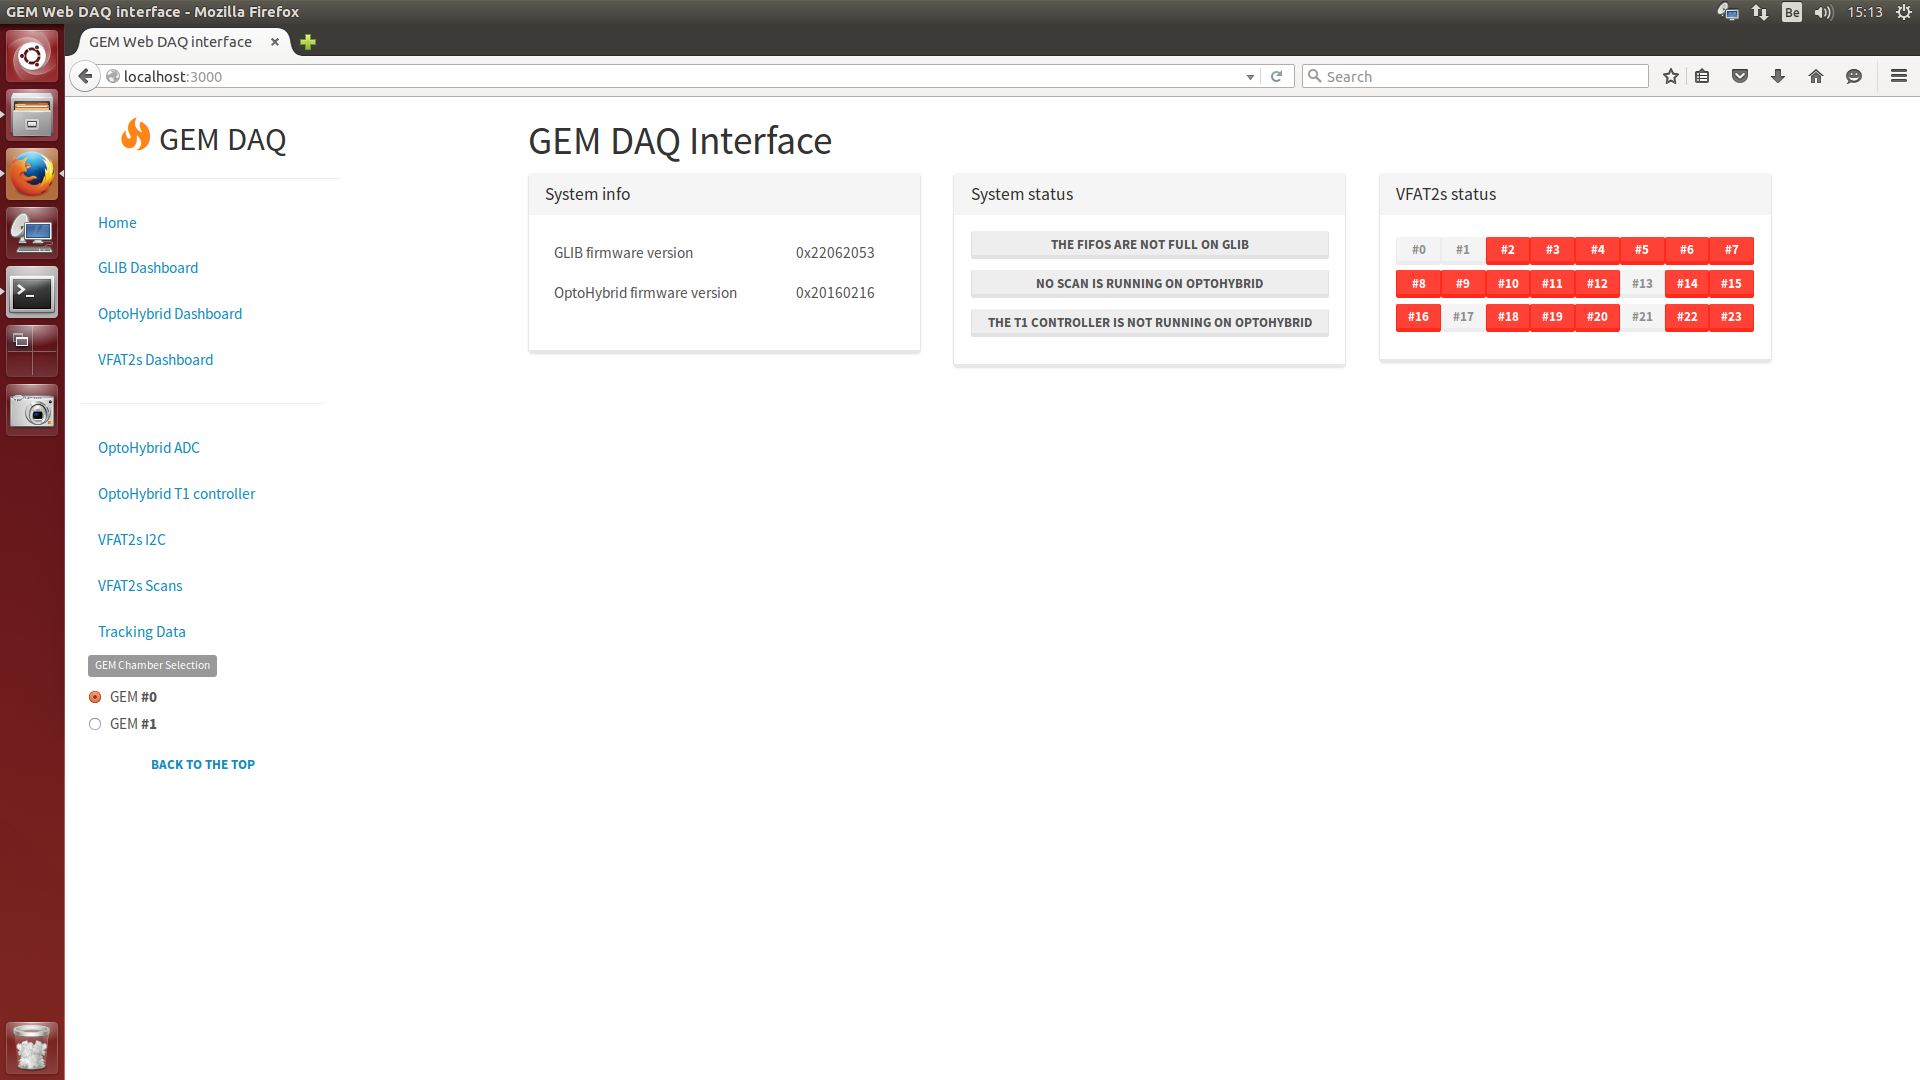 GEM Web DAQ interface - Mozilla Firefox
Be
15:13
GEM Web DAQ interface
localhost:3000
Search
GEM DAQ
Home
GLIB Dashboard
OptoHybrid Dashboard
VFAT2s Dashboard
OptoHybrid ADC
OptoHybrid T1 controller
VFAT2s I2C
VFAT2s Scans
Tracking Data
GEM Chamber Selection
GEM #0
GEM #1
BACK TO THE TOP
GEM DAQ Interface
System info
GLIB firmware version 0x22062053
OptoHybrid firmware version 0x20160216
System status
THE FIFOS ARE NOT FULL ON GLIB
NO SCAN IS RUNNING ON OPTOHYBRID
THE T1 CONTROLLER IS NOT RUNNING ON OPTOHYBRID
VFAT2s status
#0 #1 #2 #3 #4 #5 #6 #7
#8 #9 #10 #11 #12 #13 #14 #15
#16 #17 #18 #19 #20 #21 #22 #23